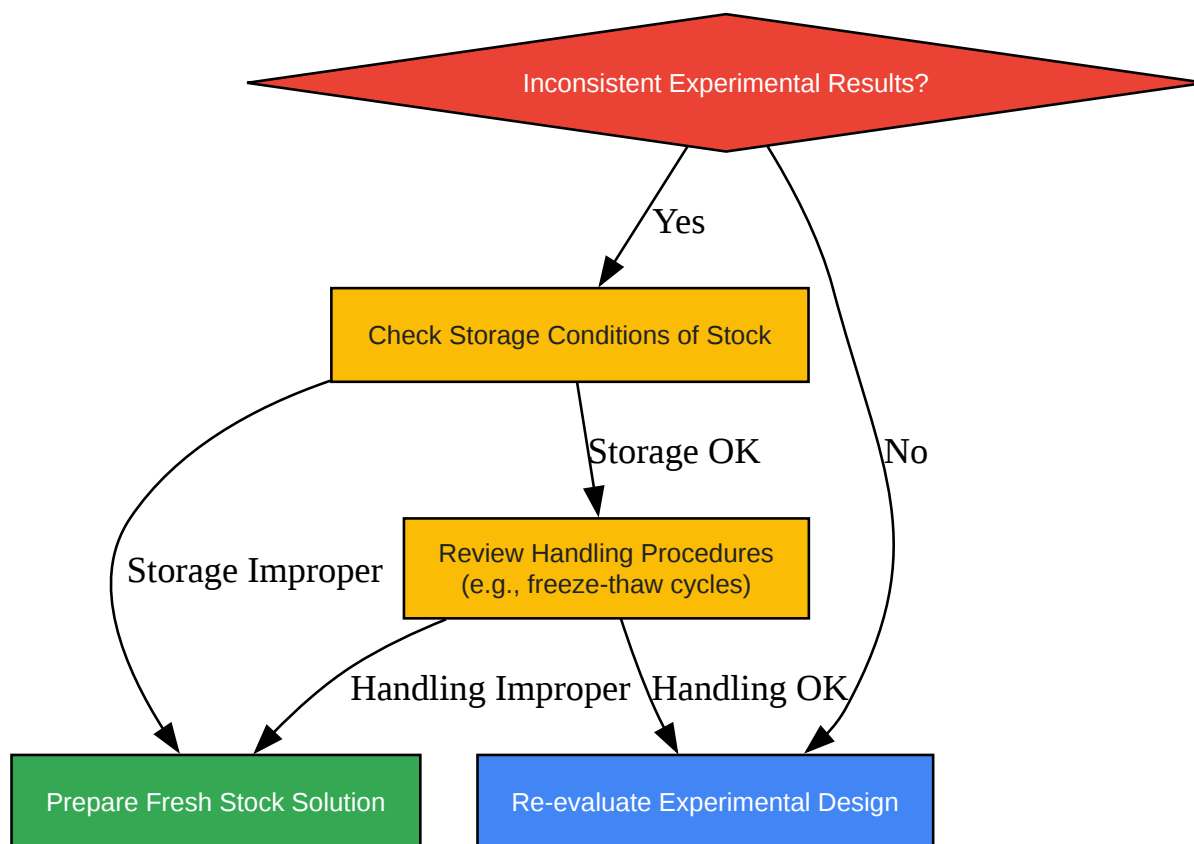 Inconsistent Experimental Results?
Yes
Check Storage Conditions of Stock
Storage OK
No
Review Handling Procedures
(e.g., freeze-thaw cycles)
Storage Improper
Handling Improper
Handling OK
Prepare Fresh Stock Solution
Re-evaluate Experimental Design